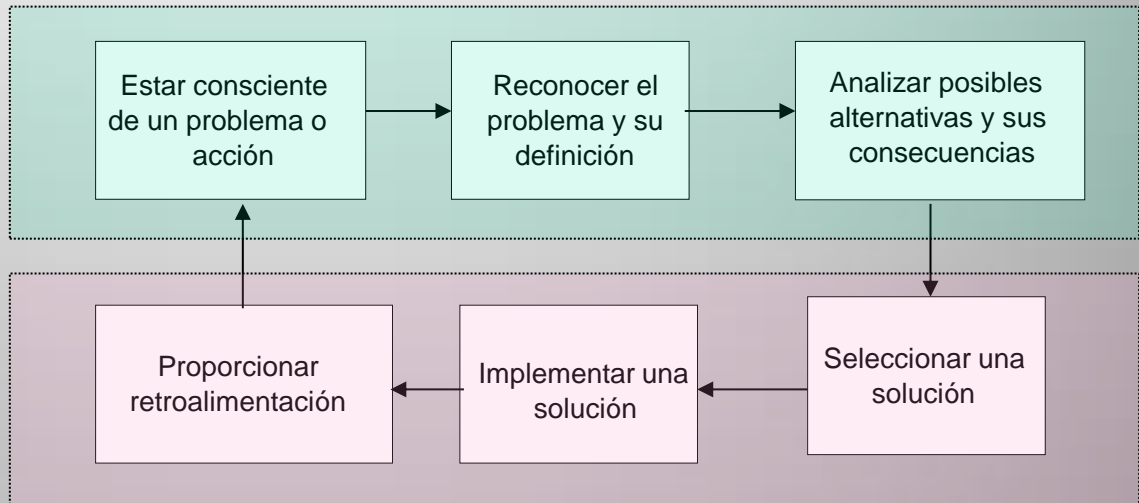 Estar consciente
de un problema o
acción
Reconocer el
problema y su
definición
Analizar posibles
alternativas y sus
consecuencias
Seleccionar una
solución
Implementar una
solución
Proporcionar
retroalimentación